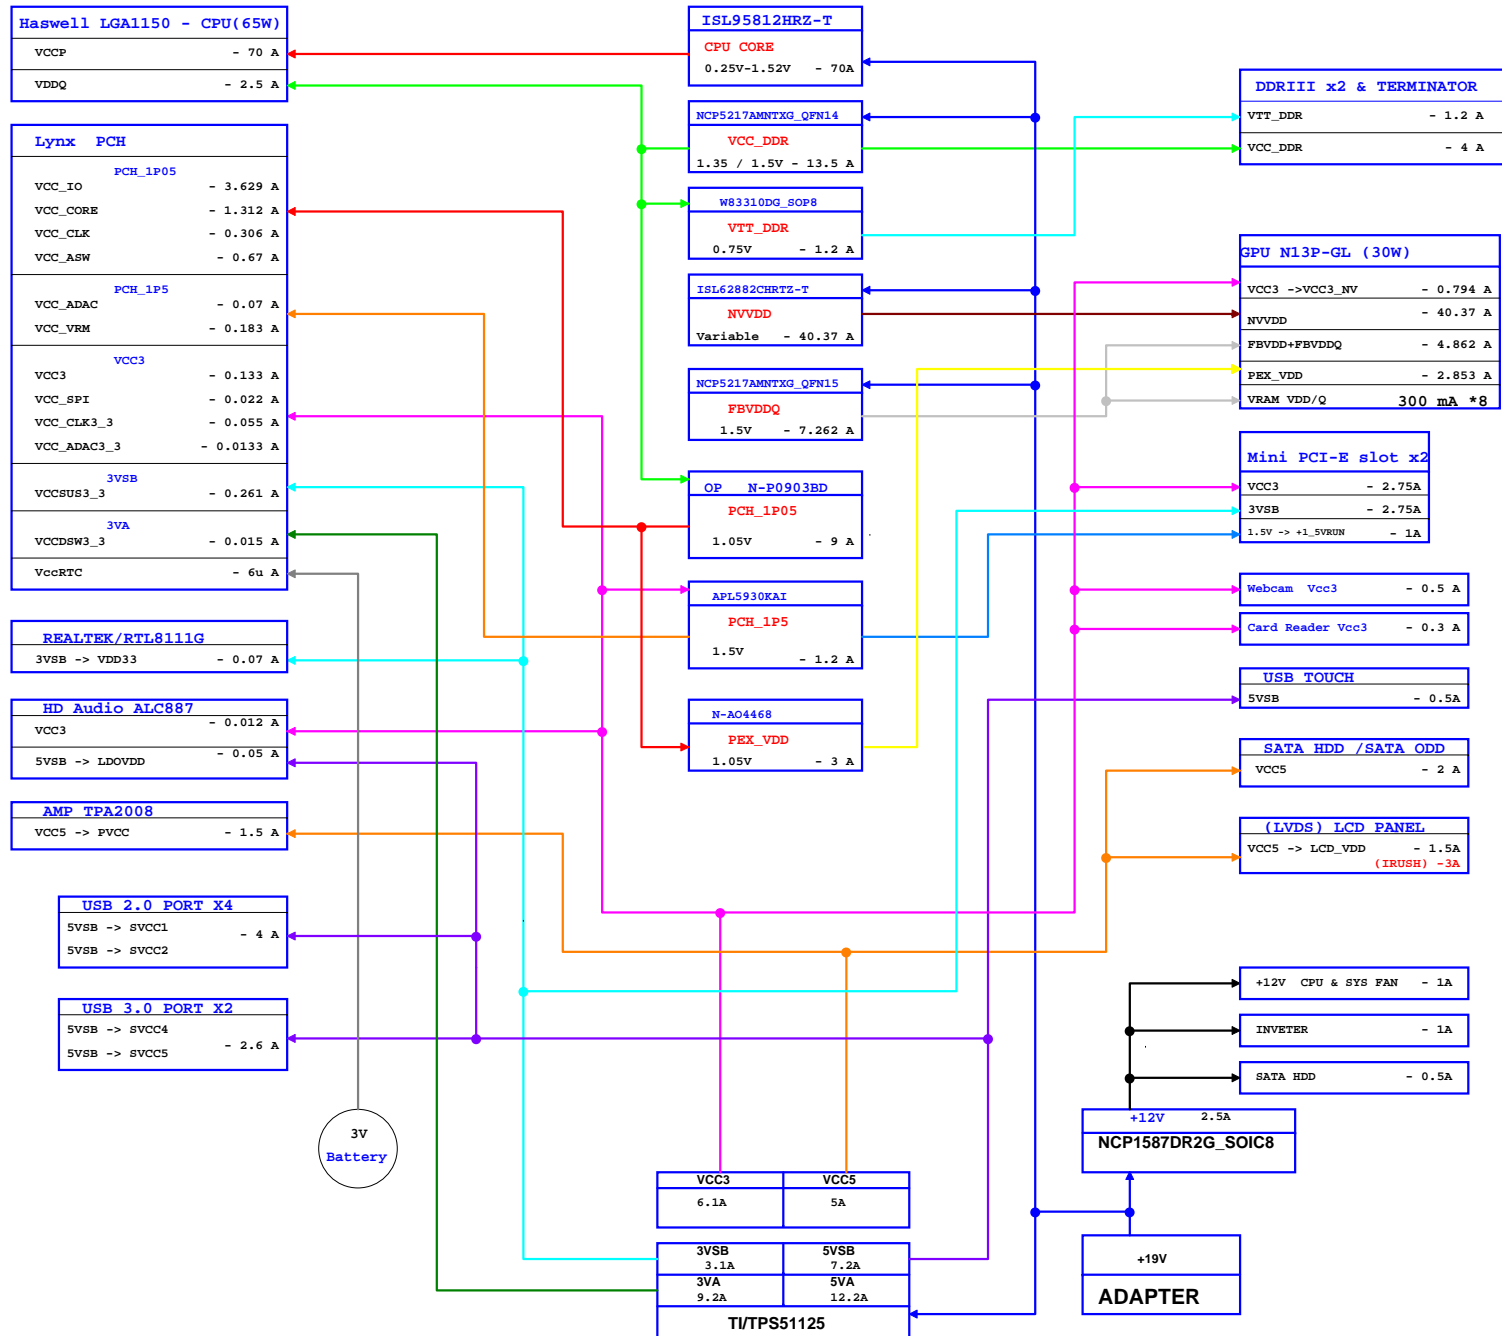 Haswell LGA1150 - CPU(65W)
VCCP - 70 A
VDDQ - 2.5 A
Lynx PCH
PCH_1P05
VCC_IO - 3.629 A
VCC_CORE - 1.312 A
VCC_CLK - 0.306 A
VCC_ASW - 0.67 A
PCH_1P5
VCC_ADAC - 0.07 A
VCC_VRM - 0.183 A
VCC3
VCC3 - 0.133 A
VCC_SPI - 0.022 A
VCC_CLK3_3 - 0.055 A
VCC_ADAC3_3 - 0.0133 A
3VSB
VCCSUS3_3 - 0.261 A
3VA
VCCDSW3_3 - 0.015 A
VccRTC - 6u A
REALTEK/RTL8111G
3VSB -> VDD33 - 0.07 A
HD Audio ALC887
VCC3 - 0.012 A
5VSB -> LDOVDD - 0.05 A
AMP TPA2008
VCC5 -> PVCC - 1.5 A
USB 2.0 PORT X4
5VSB -> SVCC1
- 4 A
5VSB -> SVCC2
USB 3.0 PORT X2
5VSB -> SVCC4
- 2.6 A
5VSB -> SVCC5
3V
Battery
ISL95812HRZ-T
CPU CORE
0.25V-1.52V - 70A
NCP5217AMNTXG_QFN14
VCC_DDR
1.35 / 1.5V - 13.5 A
W83310DG_SOP8
VTT_DDR
0.75V - 1.2 A
ISL62882CHRTZ-T
NVVDD
Variable - 40.37 A
NCP5217AMNTXG_QFN15
FBVDDQ
1.5V - 7.262 A
OP N-P0903BD
PCH_1P05
1.05V - 9 A
APL5930KAI
PCH_1P5
1.5V
- 1.2 A
N-AO4468
PEX_VDD
1.05V - 3 A
VCC3 VCC5
6.1A 5A
3VSB 5VSB
3.1A 7.2A
3VA 5VA
9.2A 12.2A
TI/TPS51125
DDRIII x2 & TERMINATOR
VTT_DDR - 1.2 A
VCC_DDR - 4 A
GPU N13P-GL (30W)
VCC3 ->VCC3_NV - 0.794 A
NVVDD - 40.37 A
FBVDD+FBVDDQ - 4.862 A
PEX_VDD - 2.853 A
VRAM VDD/Q 300 mA *8
Mini PCI-E slot x2
VCC3 - 2.75A
3VSB - 2.75A
1.5V -> +1_5VRUN - 1A
Webcam Vcc3 - 0.5 A
Card Reader Vcc3 - 0.3 A
USB TOUCH
5VSB - 0.5A
SATA HDD /SATA ODD
VCC5 - 2 A
(LVDS) LCD PANEL
VCC5 -> LCD_VDD - 1.5A
(IRUSH) -3A
+12V CPU & SYS FAN - 1A
INVETER - 1A
SATA HDD - 0.5A
+12V 2.5A
NCP1587DR2G_SOIC8
+19V
ADAPTER